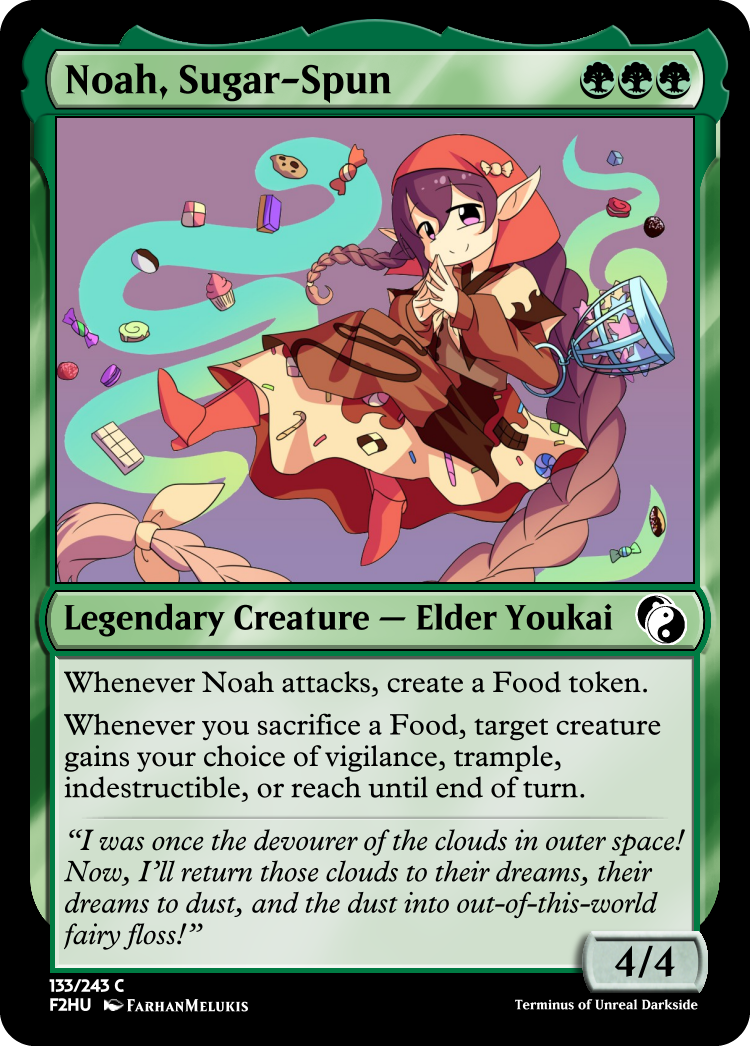 Noah, Sugar-Spun
Legendary Creature — Elder Youkai
Whenever Noah attacks, create a Food token.
Whenever you sacrifice a Food, target creature
gains your choice of vigilance, trample,
indestructible, or reach until end of turn.
“I was once the devourer of the clouds in outer space!
Now, I’ll return those clouds to their dreams, their
dreams to dust, and the dust into out-of-this-world
fairy floss!”
4/4
133/243 C
F2HU FarhanMelukis
Terminus of Unreal Darkside